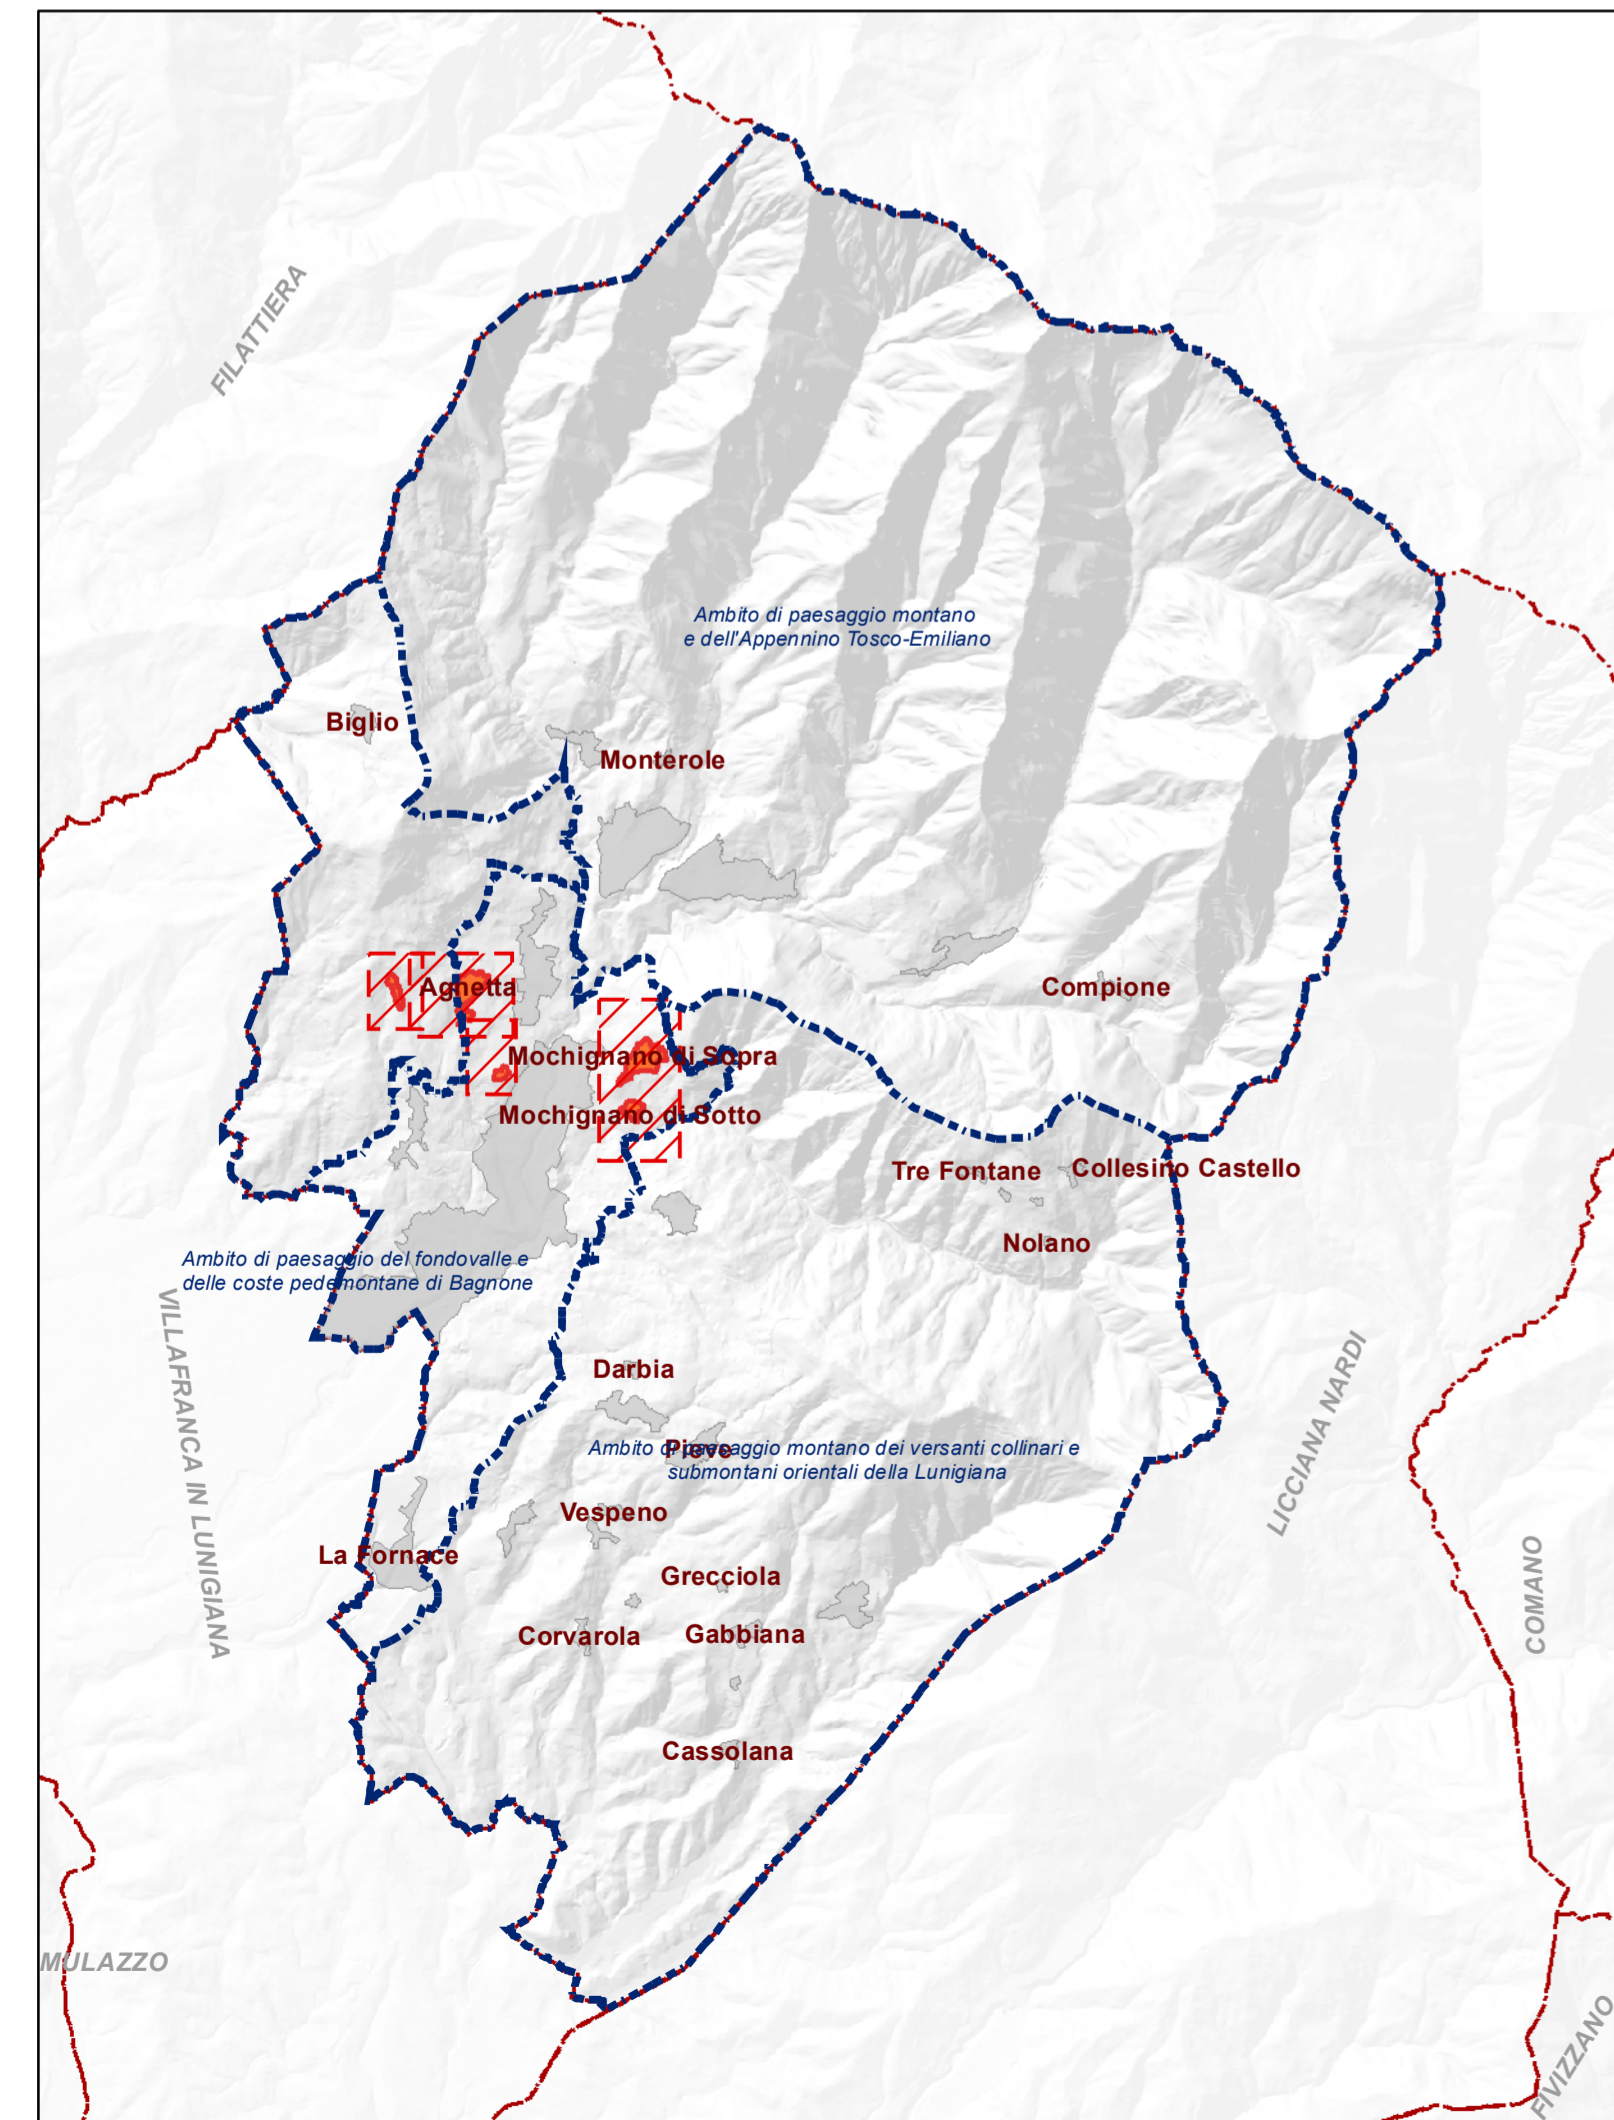 FILATTIERA
Ambito di paesaggio montano
e dell'Appennino Tosco-Emiliano
Biglio
Monterole
Agnetta
Compione
Mochignano di Sopra
Mochignano di Sotto
Tre Fontane
Collesino Castello
Nolano
Ambito di paesaggio del fondovalle e
delle coste pedemontane di Bagnone
VILLAFRANCA IN LUNIGIANA
Darbia
LICCIANA NARDI
Pieve
Ambito di paesaggio montano dei versanti collinari e
submontani orientali della Lunigiana
Vespeno
La Fornace
Grecciola
COMANO
Corvarola
Gabbiana
Cassolana
MULAZZO
FIVIZZANO